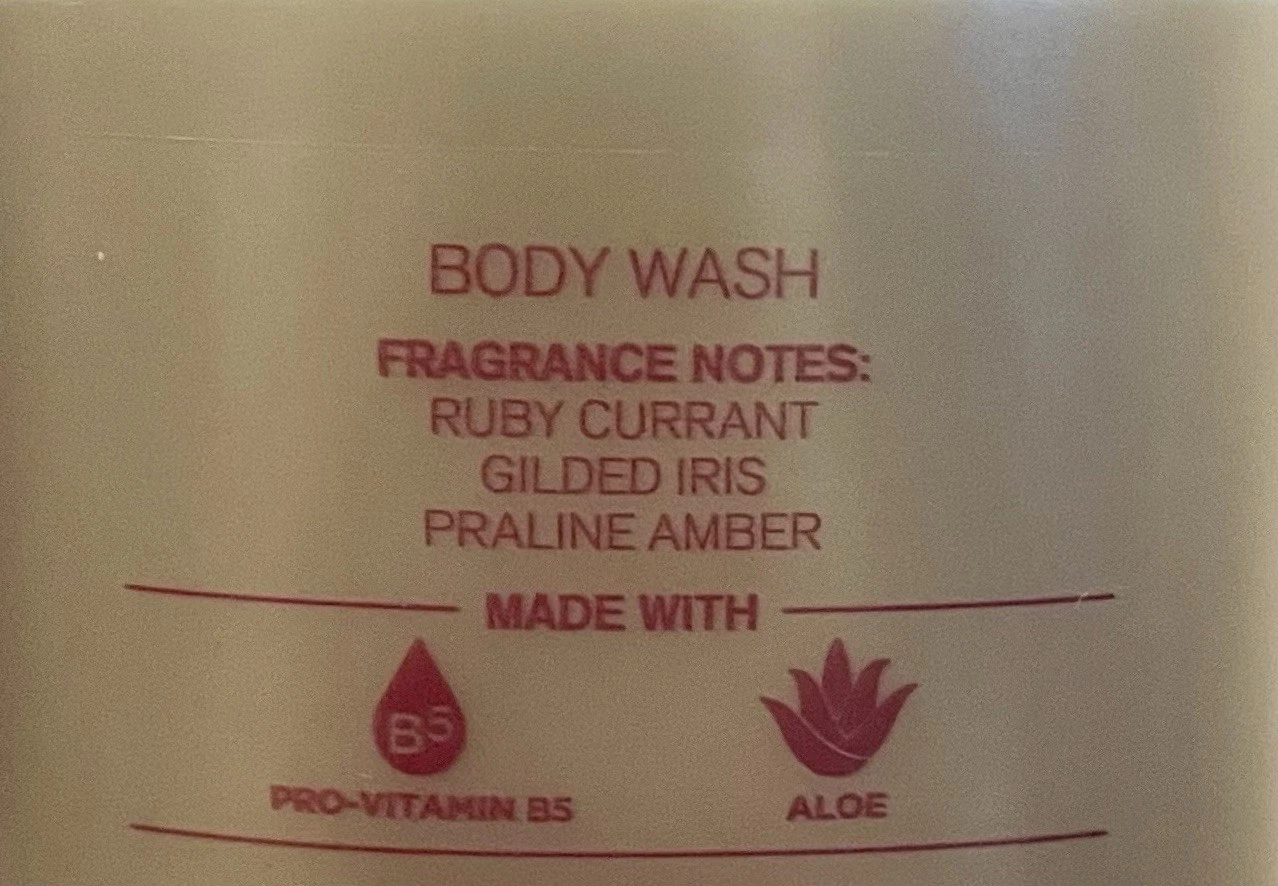 BODY WASH
FRAGRANCE NOTES:
RUBY CURRANT
GILDED IRIS
PRALINE AMBER
MADE WITH
B5
PRO-VITAMIN B5
ALOE